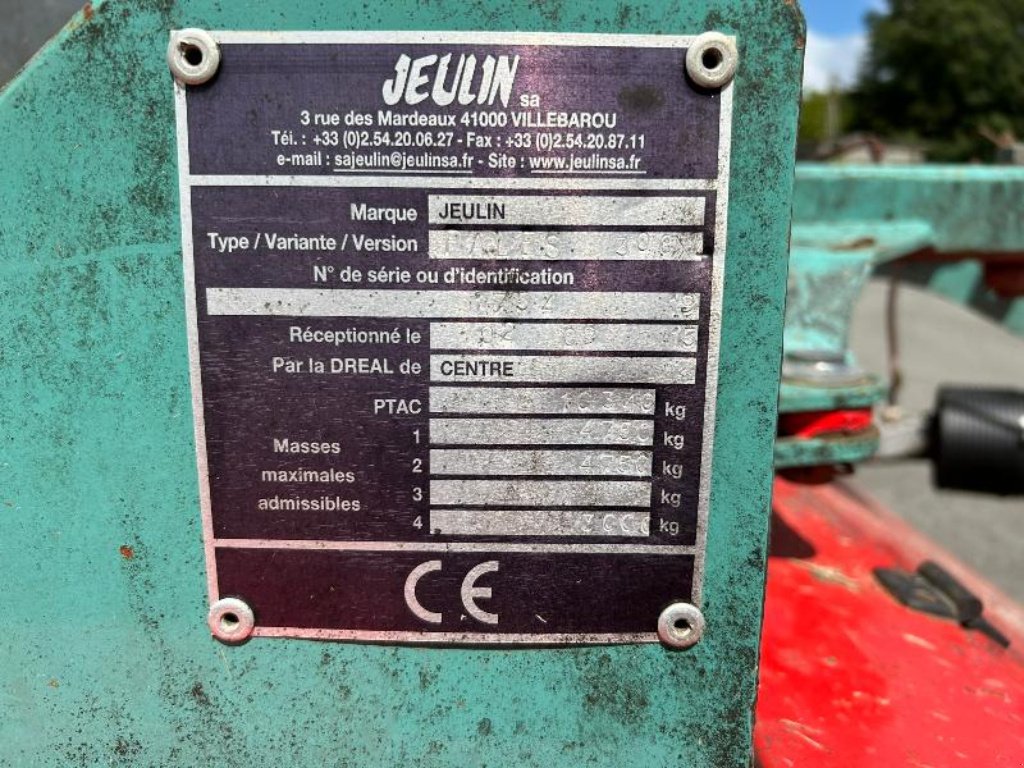 JEULIN sa
3 rue des Mardeaux 41000 VILLEBAROU
Tél. : +33 (0)2.54.20.06.27 - Fax : +33 (0)2.54.20.87.11
e-mail : sajeulin@jeulinsa.fr - Site : www.jeulinsa.fr
Marque JEULIN
Type / Variante / Version
N° de série ou d'identification
Réceptionné le
Par la DREAL de CENTRE
PTAC kg
Masses maximales admissibles
1 kg
2 kg
3 kg
4 kg
CE